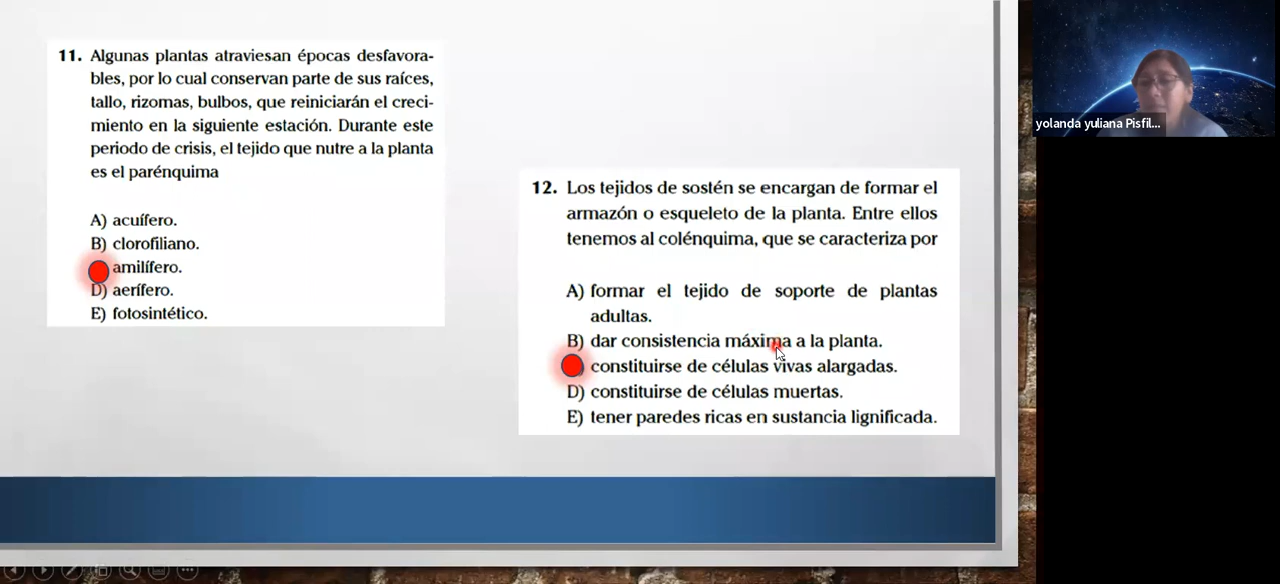 11. Algunas plantas atraviesan épocas desfavora-
bles, por lo cual conservan parte de sus raíces,
tallo, rizomas, bulbos, que reiniciarán el creci-
miento en la siguiente estación. Durante este
periodo de crisis, el tejido que nutre a la planta
es el parénquima
A) acuífero.
B) clorofiliano.
amilífero.
D) aerífero.
E) fotosintético.
12. Los tejidos de sostén se encargan de formar el
armazón o esqueleto de la planta. Entre ellos
tenemos al colénquima, que se caracteriza por
A) formar el tejido de soporte de plantas
adultas.
B) dar consistencia máxima a la planta.
constituirse de células vivas alargadas.
D) constituirse de células muertas.
E) tener paredes ricas en sustancia lignificada.
yolanda yuliana Pisfil...